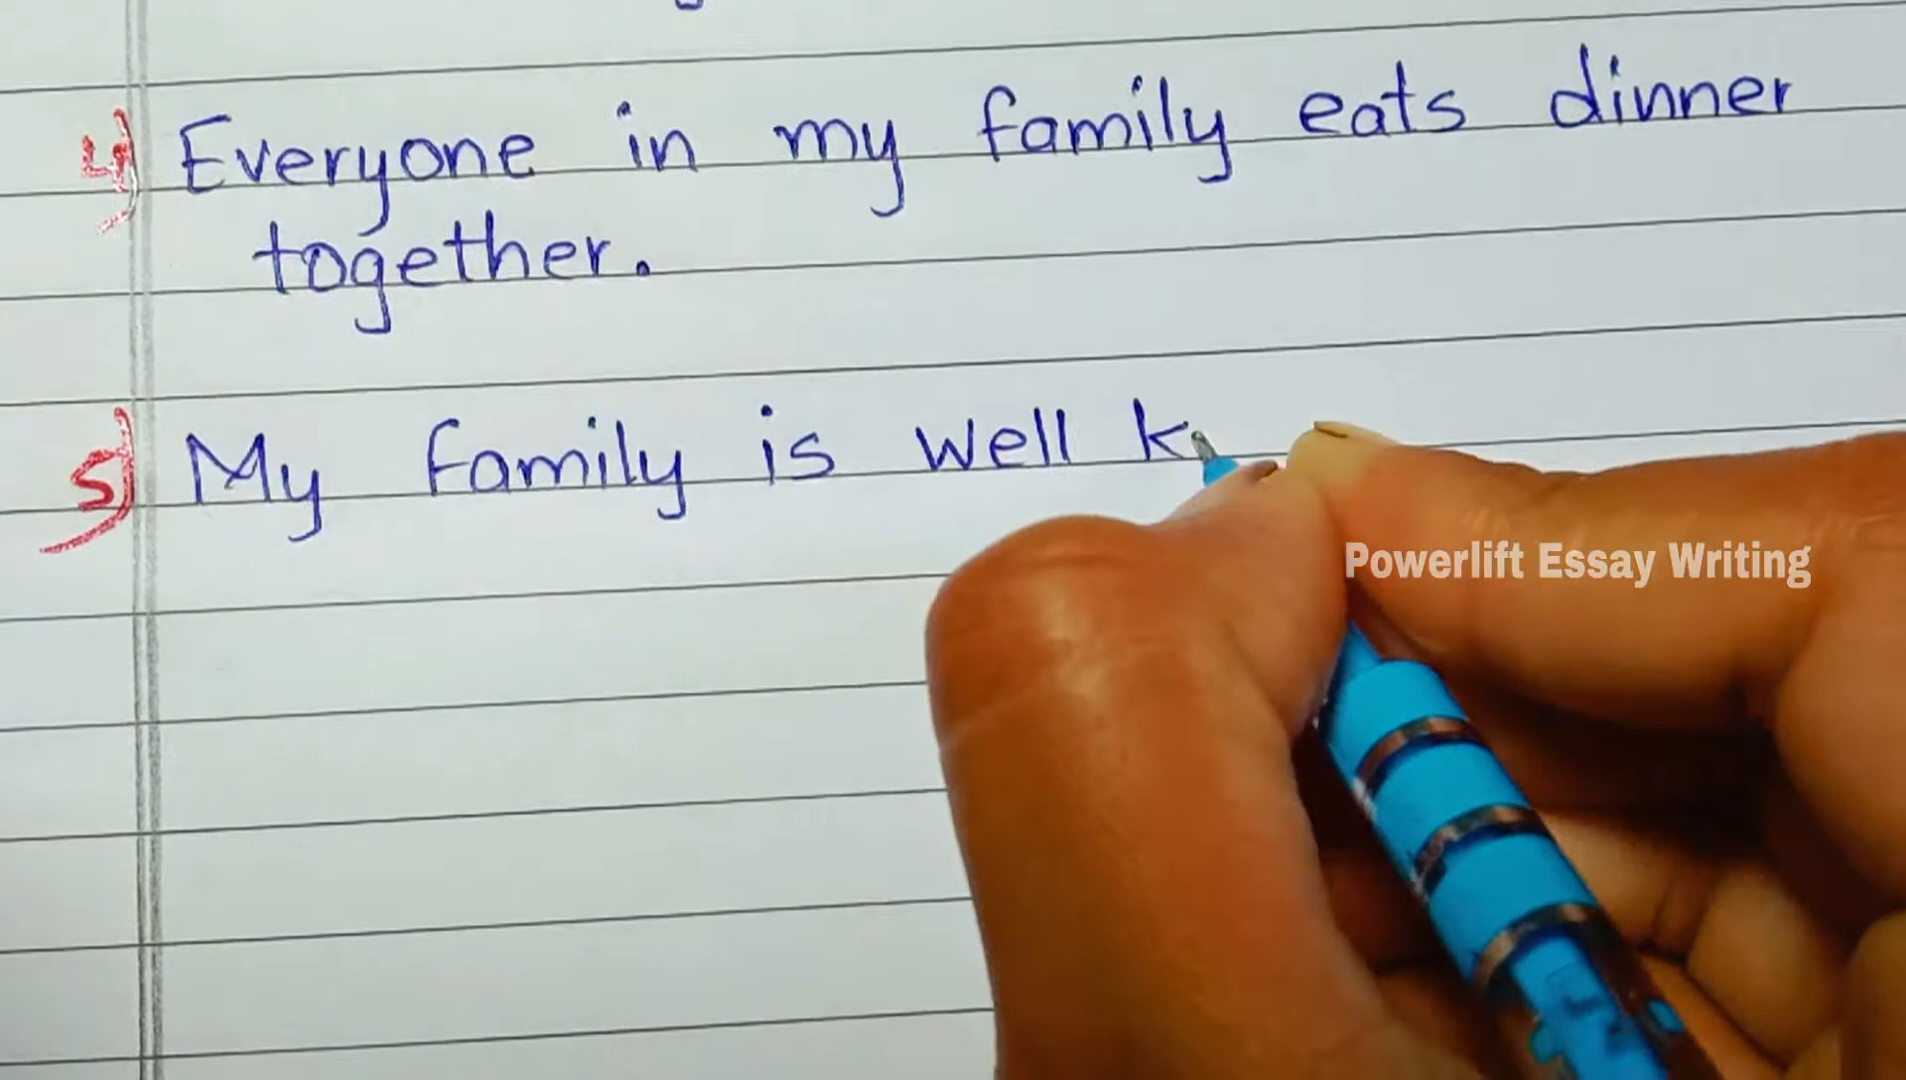 4) Everyone in my family eats dinner
together.
5) My family is well k
Powerlift Essay Writing